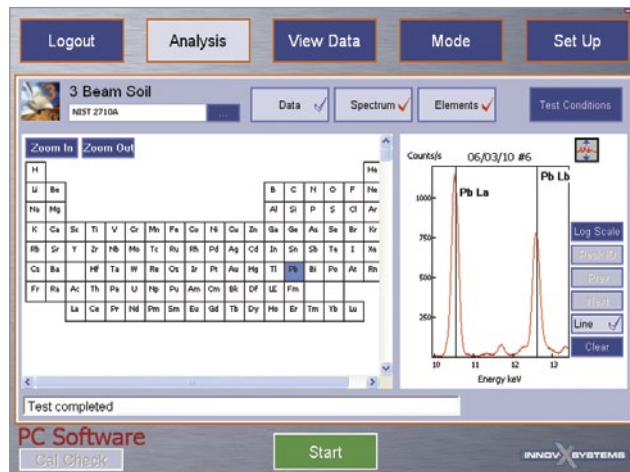 Logout Analysis View Data Mode Set Up
3 Beam Soil
NIST 2710A ... Data Spectrum Elements Test Conditions
Zoom In Zoom Out
H He
Li Be B C N O F Ne
Na Mg Al Si P S Cl Ar
K Ca Sc Ti V Cr Mn Fe Co Ni Cu Zn Ga Ge As Se Br Kr
Rb Sr Y Zr Nb Mo Tc Ru Rh Pd Ag Cd In Sn Sb Te I Xe
Cs Ba Hf Ta W Re Os Ir Pt Au Hg Tl Pb Bi Po At Rn
Fr Ra Ac Th Pa U Np Pu Am Cm Bk Df LE Fm
La Ce Pr Nd Pm Sm Eu Gd Tb Dy Ho Er Tm Yb Lu
Counts/s 06/03/10 #6
Pb La Pb Lb
1000
750
500
250
10 11 12 13
Energy keV
Log Scale
Peak ID
Prev
Next
Line
Clear
Test completed
PC Software
Cal Check
Start
INNOV X SYSTEMS